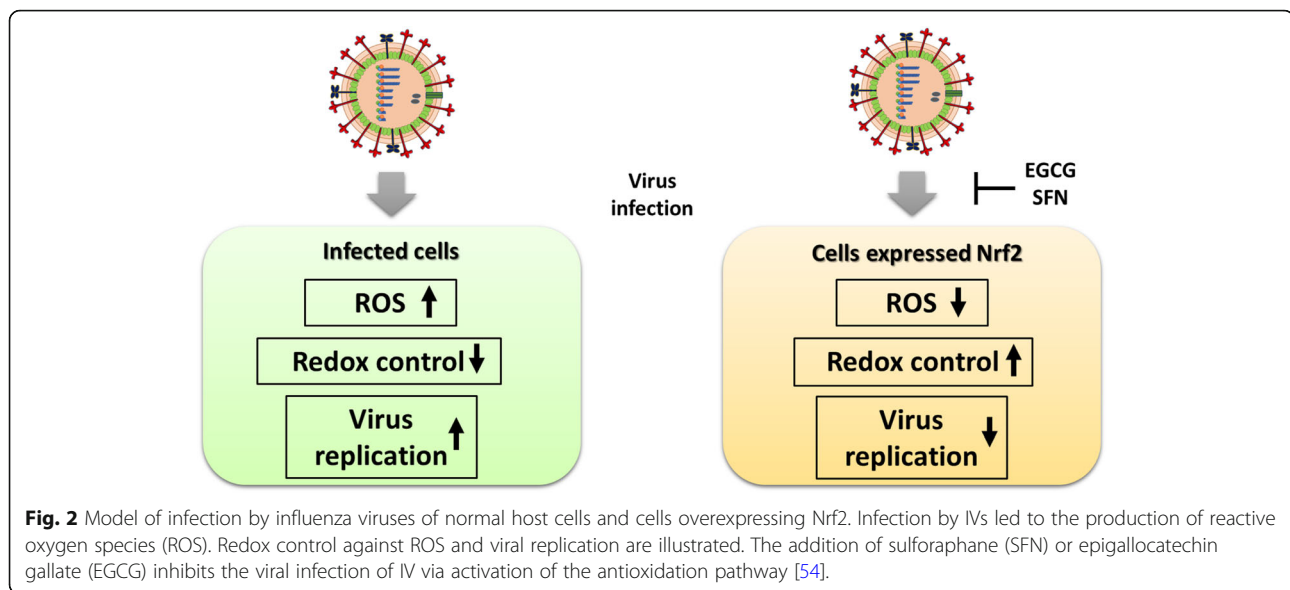 Virus
infection
EGCG
SFN
Infected cells
ROS
Redox control
Virus
replication
Cells expressed Nrf2
ROS
Redox control
Virus
replication
Fig. 2 Model of infection by influenza viruses of normal host cells and cells overexpressing Nrf2. Infection by IVs led to the production of reactive
oxygen species (ROS). Redox control against ROS and viral replication are illustrated. The addition of sulforaphane (SFN) or epigallocatechin
gallate (EGCG) inhibits the viral infection of IV via activation of the antioxidation pathway [54].